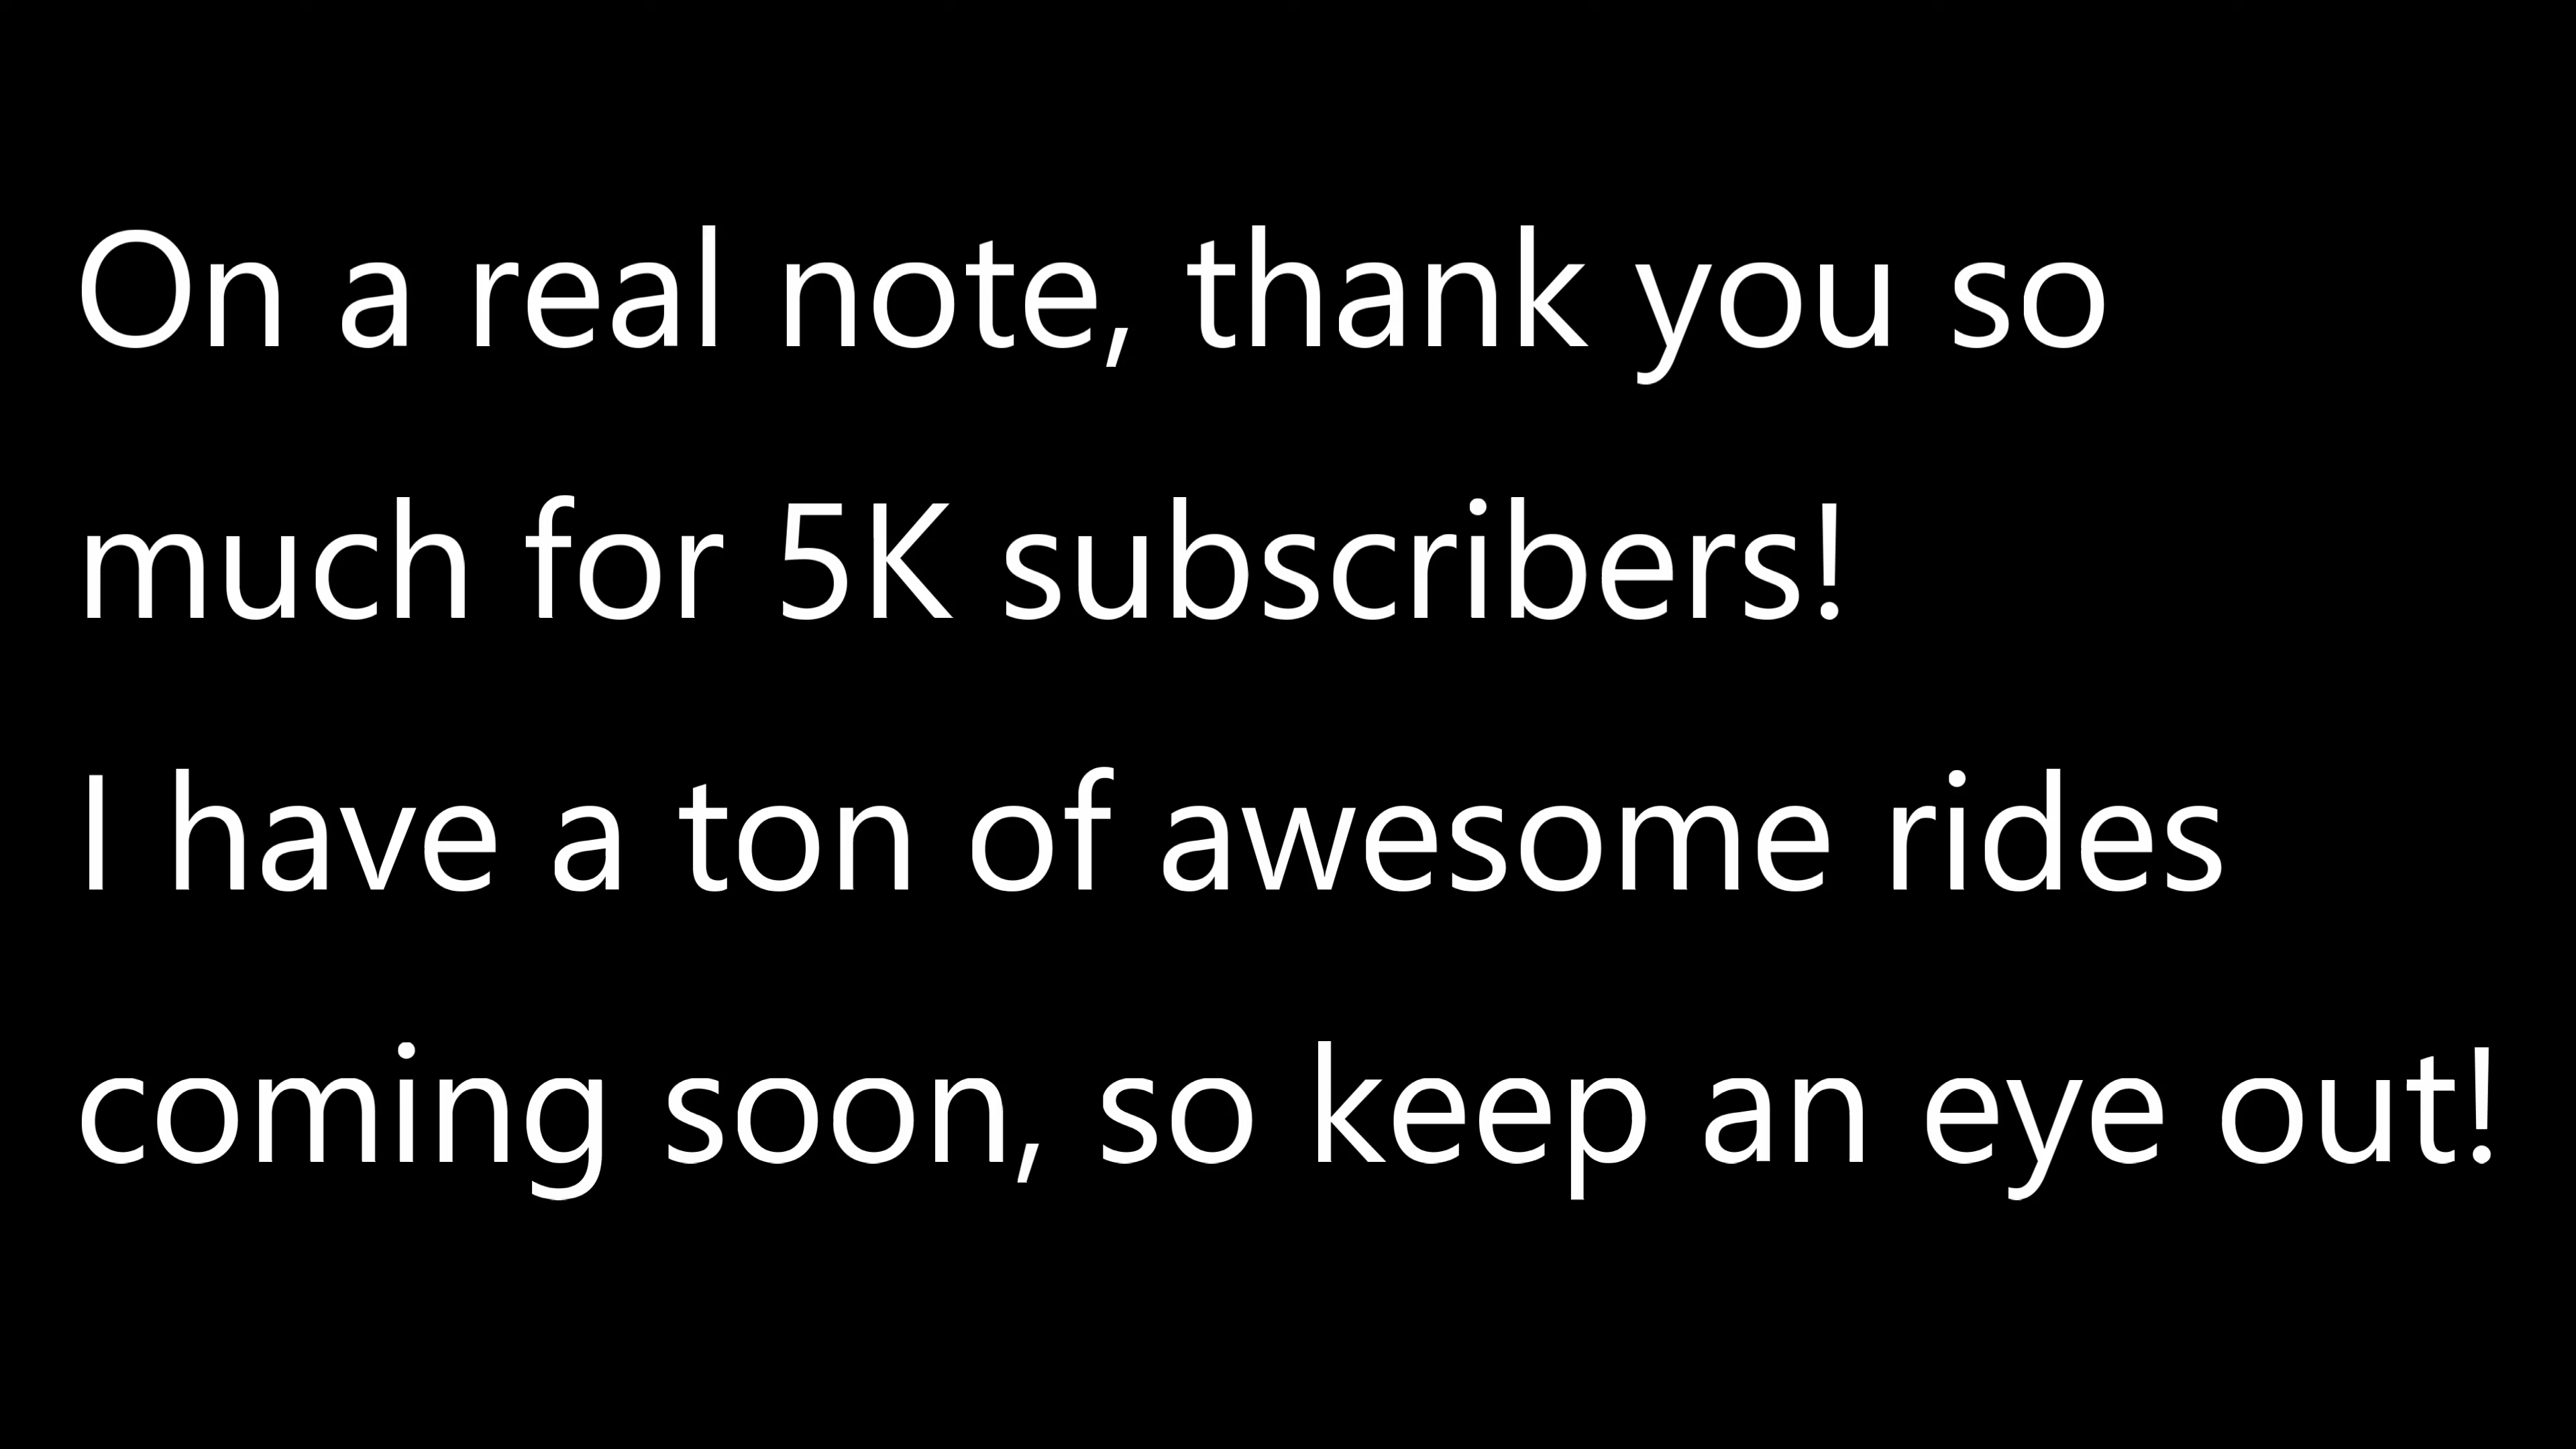 On a real note, thank you so
much for 5K subscribers!
I have a ton of awesome rides
coming soon, so keep an eye out!